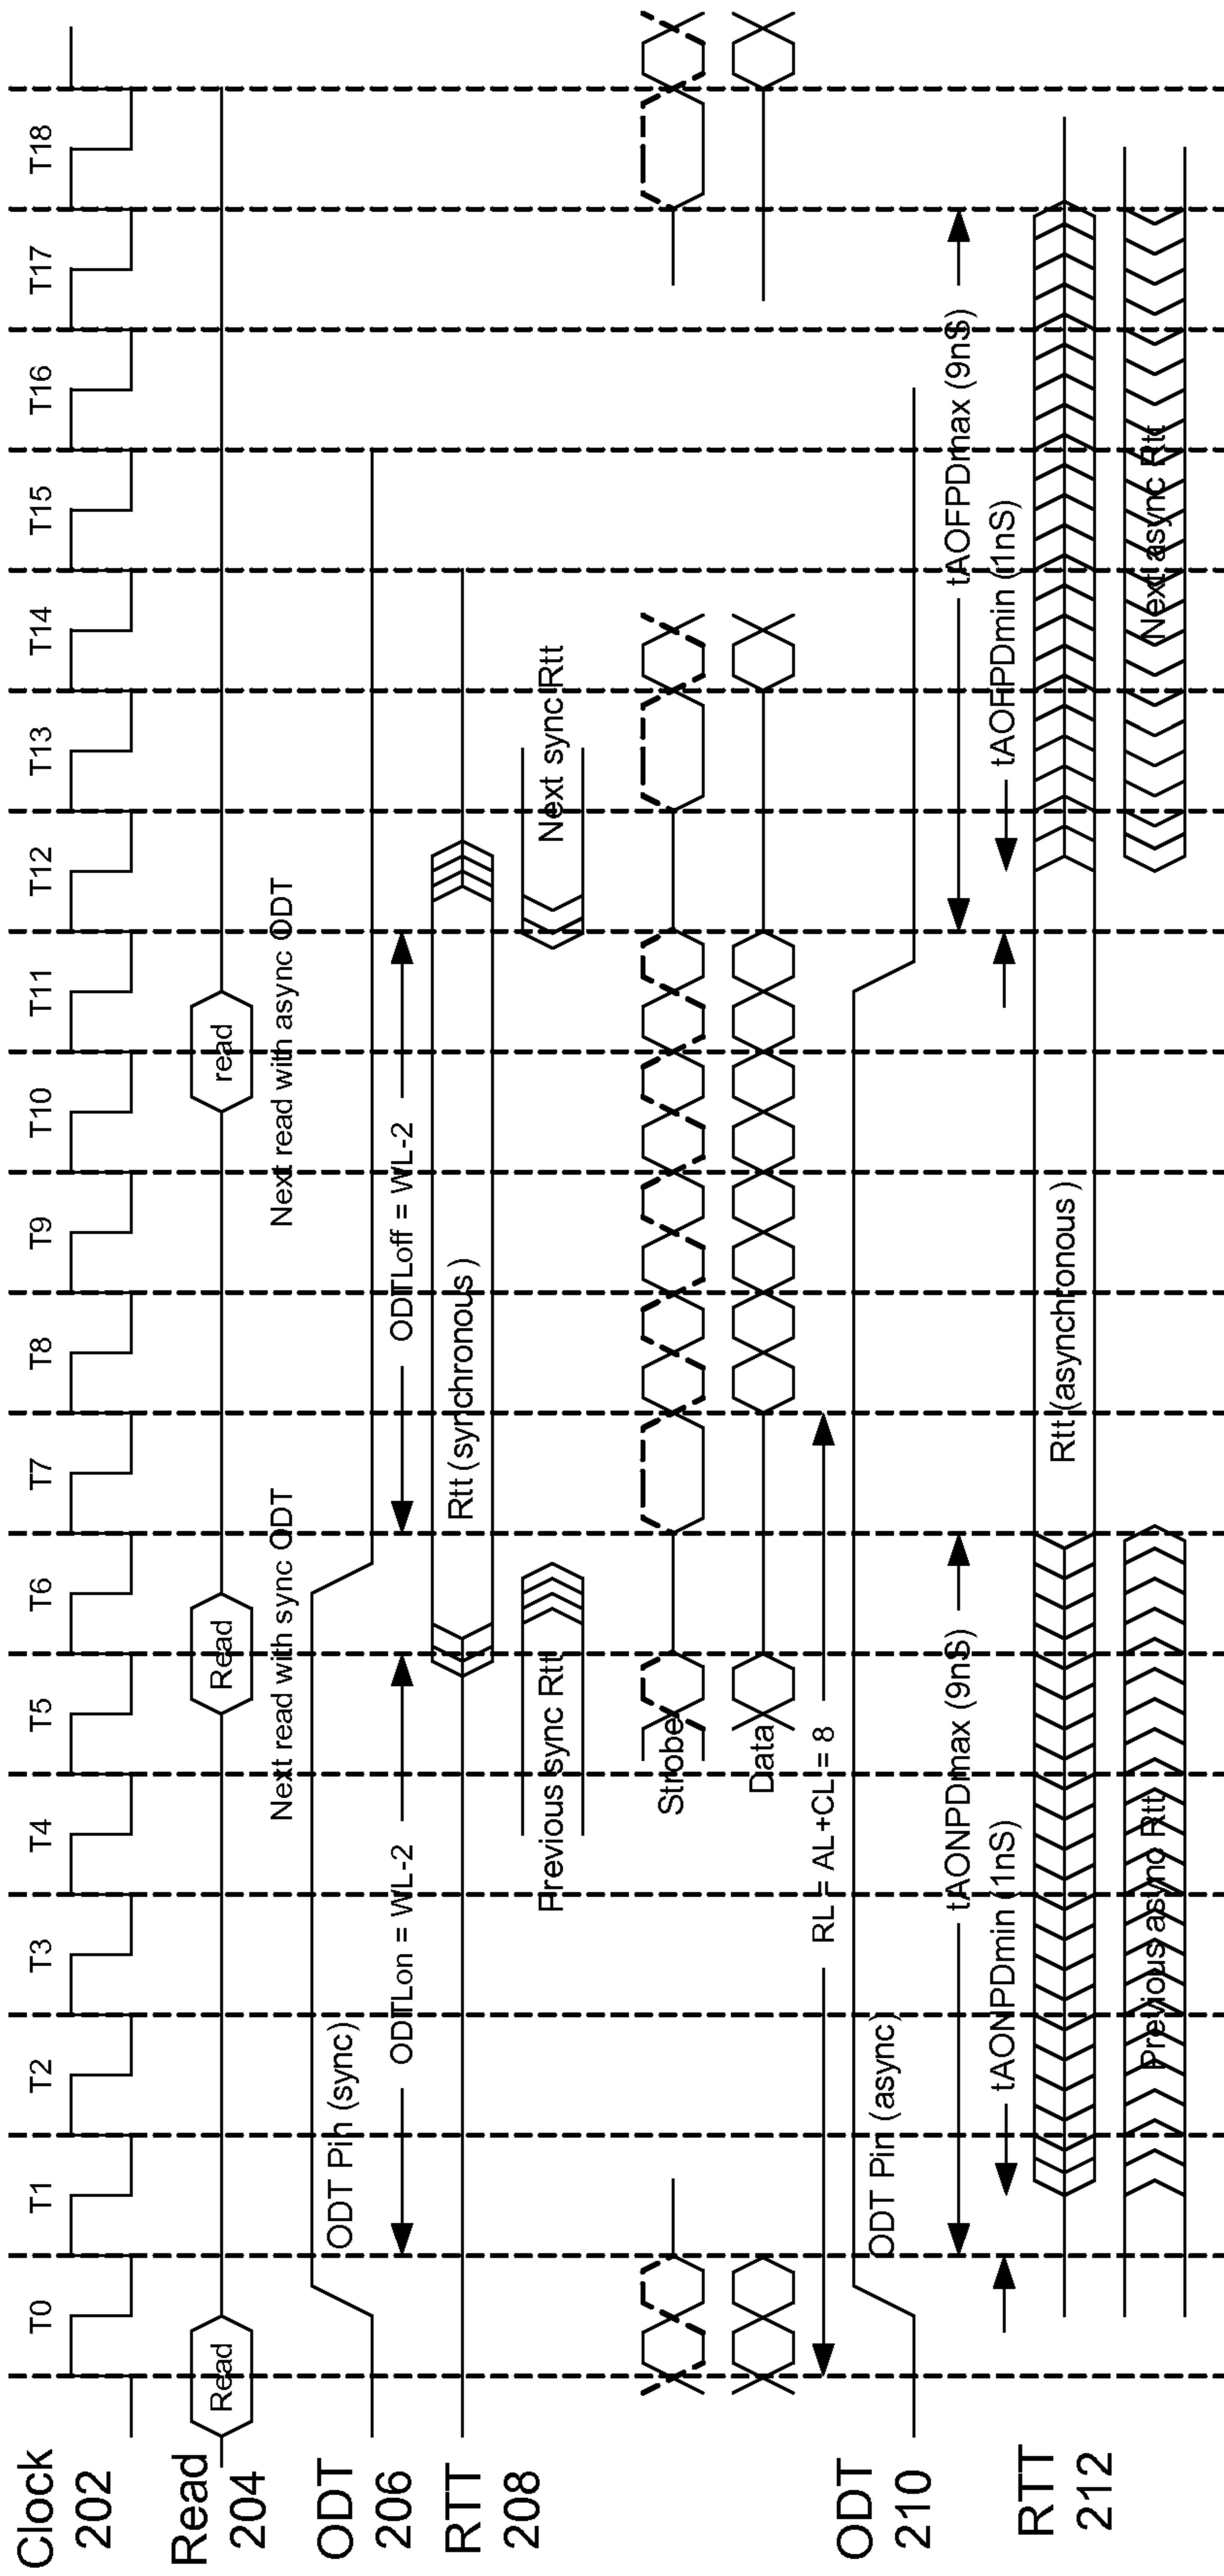 T0 T1 T2 T3 T4 T5 T6 T7 T8 T9 T10 T11 T12 T13 T14 T15 T16 T17 T18
Clock
202
Read
204
Read
Read
read
Next read with sync ODT
Next read with async ODT
ODT
206
ODT Pin (sync)
ODTLon = WL-2
ODTLoff = WL-2
RTT
208
Rtt (synchronous)
Previous sync Rtt
Next sync Rtt
Strobe
Data
RL = AL+CL = 8
ODT
210
ODT Pin (async)
tAONPDmax (9nS)
tAOFPDmax (9nS)
tAONPDmin (1nS)
tAOFPDmin (1nS)
RTT
212
Rtt (asynchronous)
Previous async Rtt
Next async Rtt